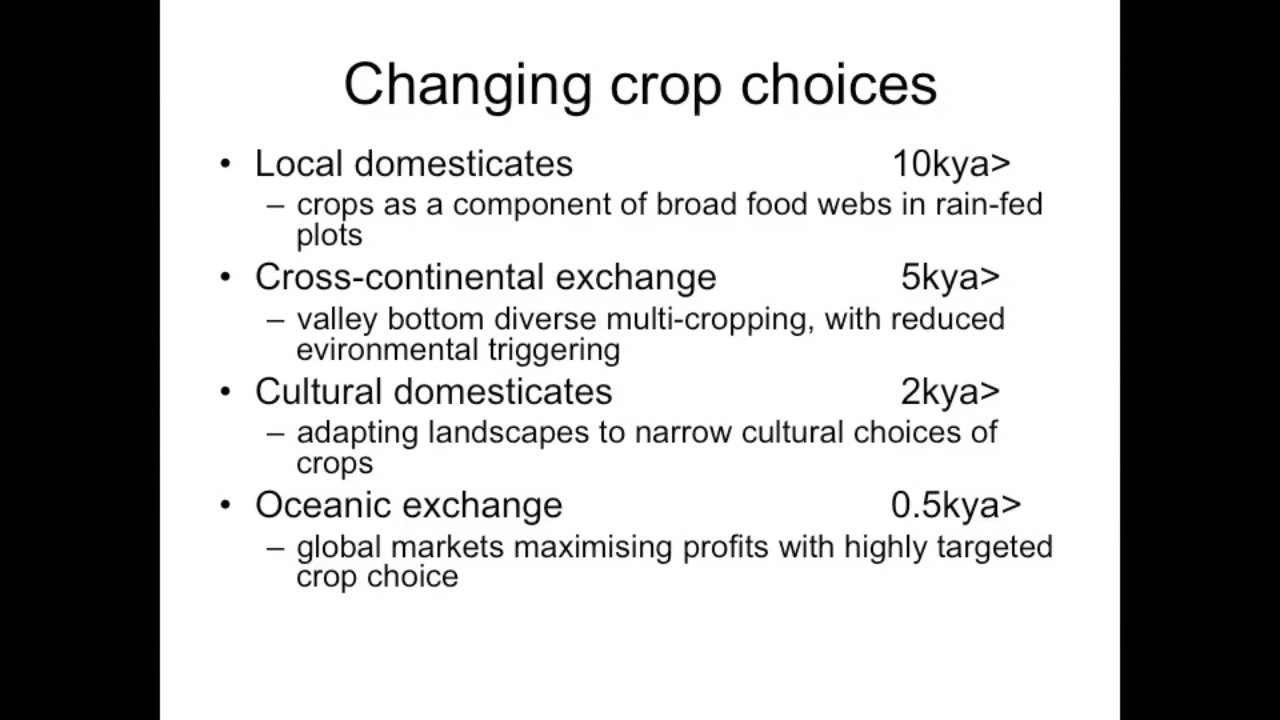 Changing crop choices
• Local domesticates 10kya>
– crops as a component of broad food webs in rain-fed
plots
• Cross-continental exchange 5kya>
– valley bottom diverse multi-cropping, with reduced
evironmental triggering
• Cultural domesticates 2kya>
– adapting landscapes to narrow cultural choices of
crops
• Oceanic exchange 0.5kya>
– global markets maximising profits with highly targeted
crop choice